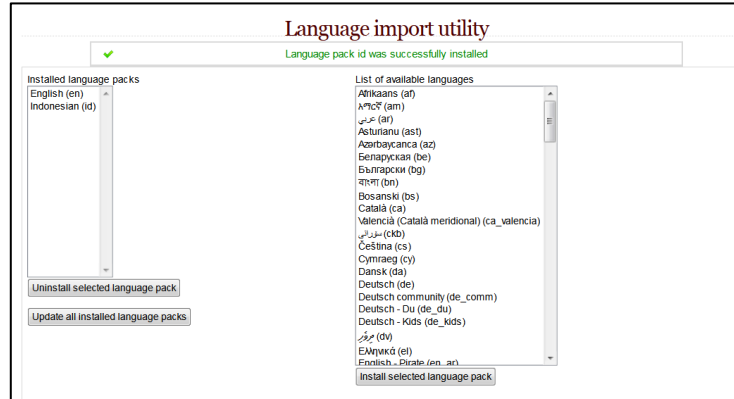 Language import utility
Language pack id was successfully installed
Installed language packs
English (en)
Indonesian (id)
Uninstall selected language pack
Update all installed language packs
List of available languages
Afrikaans (af)
አማርኛ (am)
عربي (ar)
Asturianu (ast)
Azərbaycanca (az)
Беларуская (be)
Български (bg)
বাংলা (bn)
Bosanski (bs)
Català (ca)
Valencià (Català meridional) (ca_valencia)
سۆرانی (ckb)
Čeština (cs)
Cymraeg (cy)
Dansk (da)
Deutsch (de)
Deutsch community (de_comm)
Deutsch - Du (de_du)
Deutsch - Kids (de_kids)
(dv)
Ελληνικά (el)
English - Pirate (en_ar)
Install selected language pack